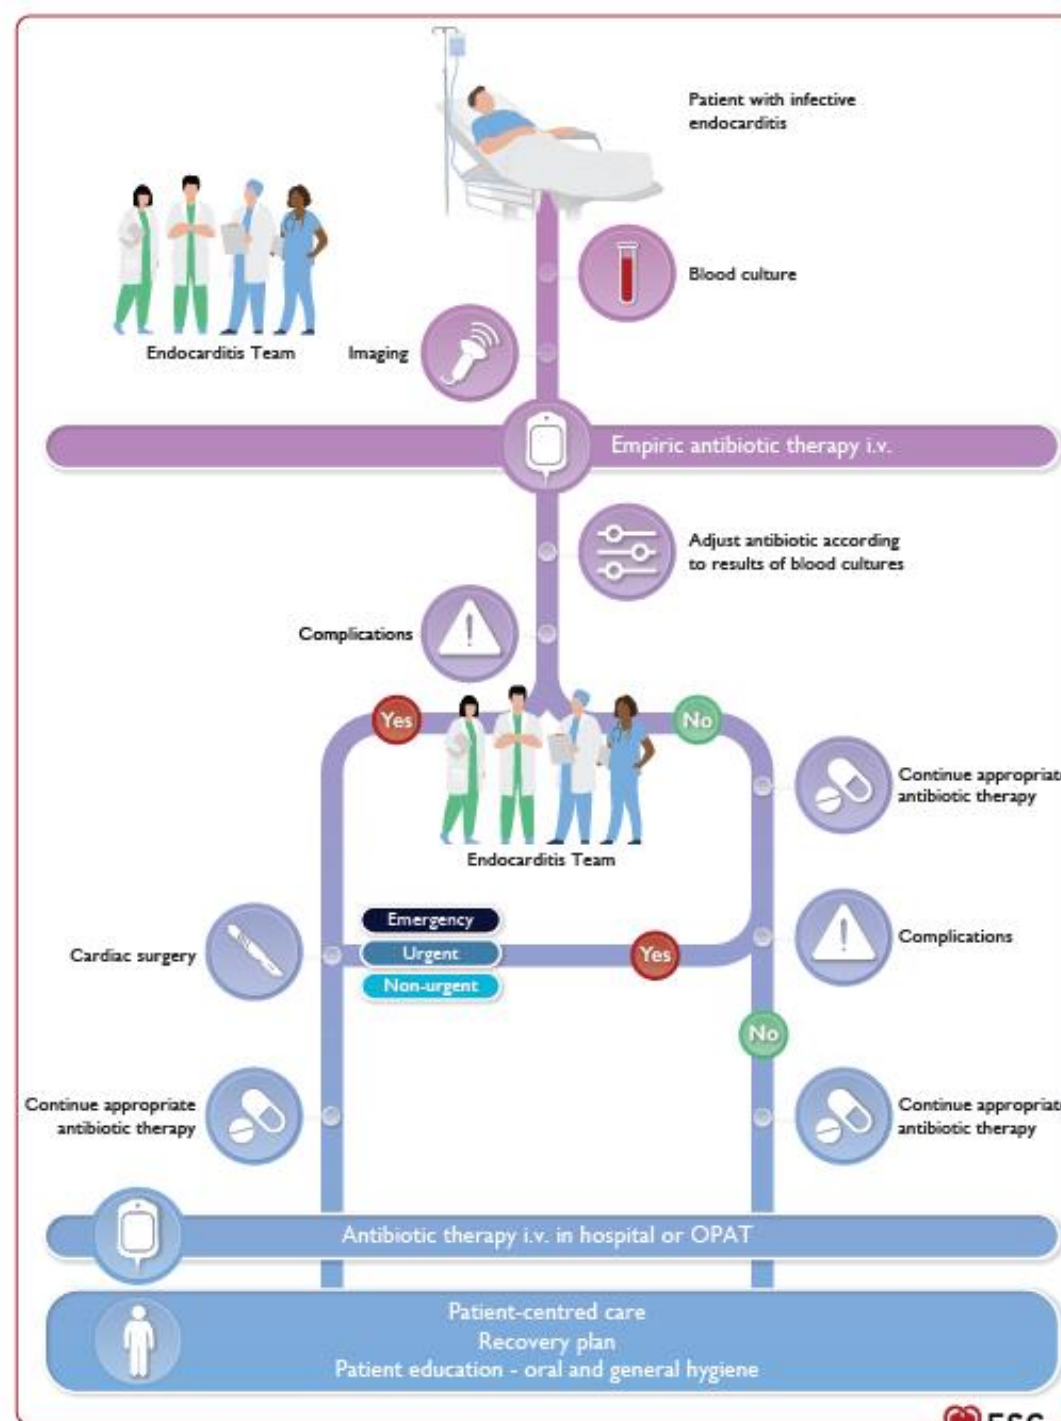 Patient with infective
endocarditis
Blood culture
Endocarditis Team
Imaging
Empiric antibiotic therapy i.v.
Adjust antibiotic according
to results of blood cultures
Complications
Yes
No
Continue appropriate
antibiotic therapy
Endocarditis Team
Emergency
Urgent
Non-urgent
Cardiac surgery
Yes
Complications
No
Continue appropriate
antibiotic therapy
Continue appropriate
antibiotic therapy
Antibiotic therapy i.v. in hospital or OPAT
Patient-centred care
Recovery plan
Patient education - oral and general hygiene
ESC